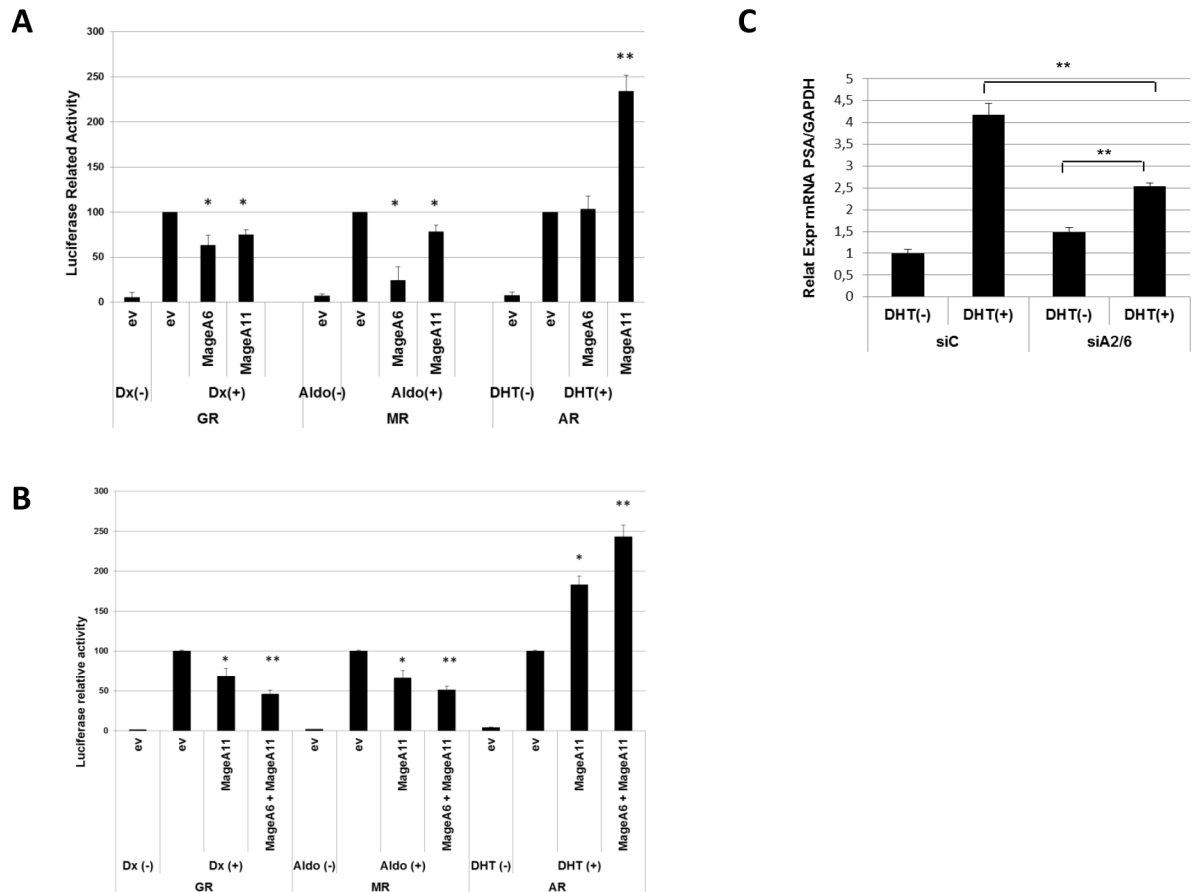 A
Luciferase Related Activity
300
250
200
150
100
50
0
* * * * **
ev ev MageA6 MageA11 ev ev MageA6 MageA11 ev ev MageA6 MageA11
Dx(-) Dx(+) Aldo(-) Aldo(+) DHT(-) DHT(+)
GR MR AR
C
Relat Expr mRNA PSA/GAPDH
5
4,5
4
3,5
3
2,5
2
1,5
1
0,5
0
**
**
DHT(-) DHT(+) DHT(-) DHT(+)
siC siA2/6
B
Luciferase relative activity
300
250
200
150
100
50
0
* ** * ** * **
ev ev MageA11 MageA6 + MageA11 ev ev MageA11 MageA6 + MageA11 ev ev MageA11 MageA6 + MageA11
Dx (-) Dx (+) Aldo (-) Aldo (+) DHT (-) DHT (+)
GR MR AR